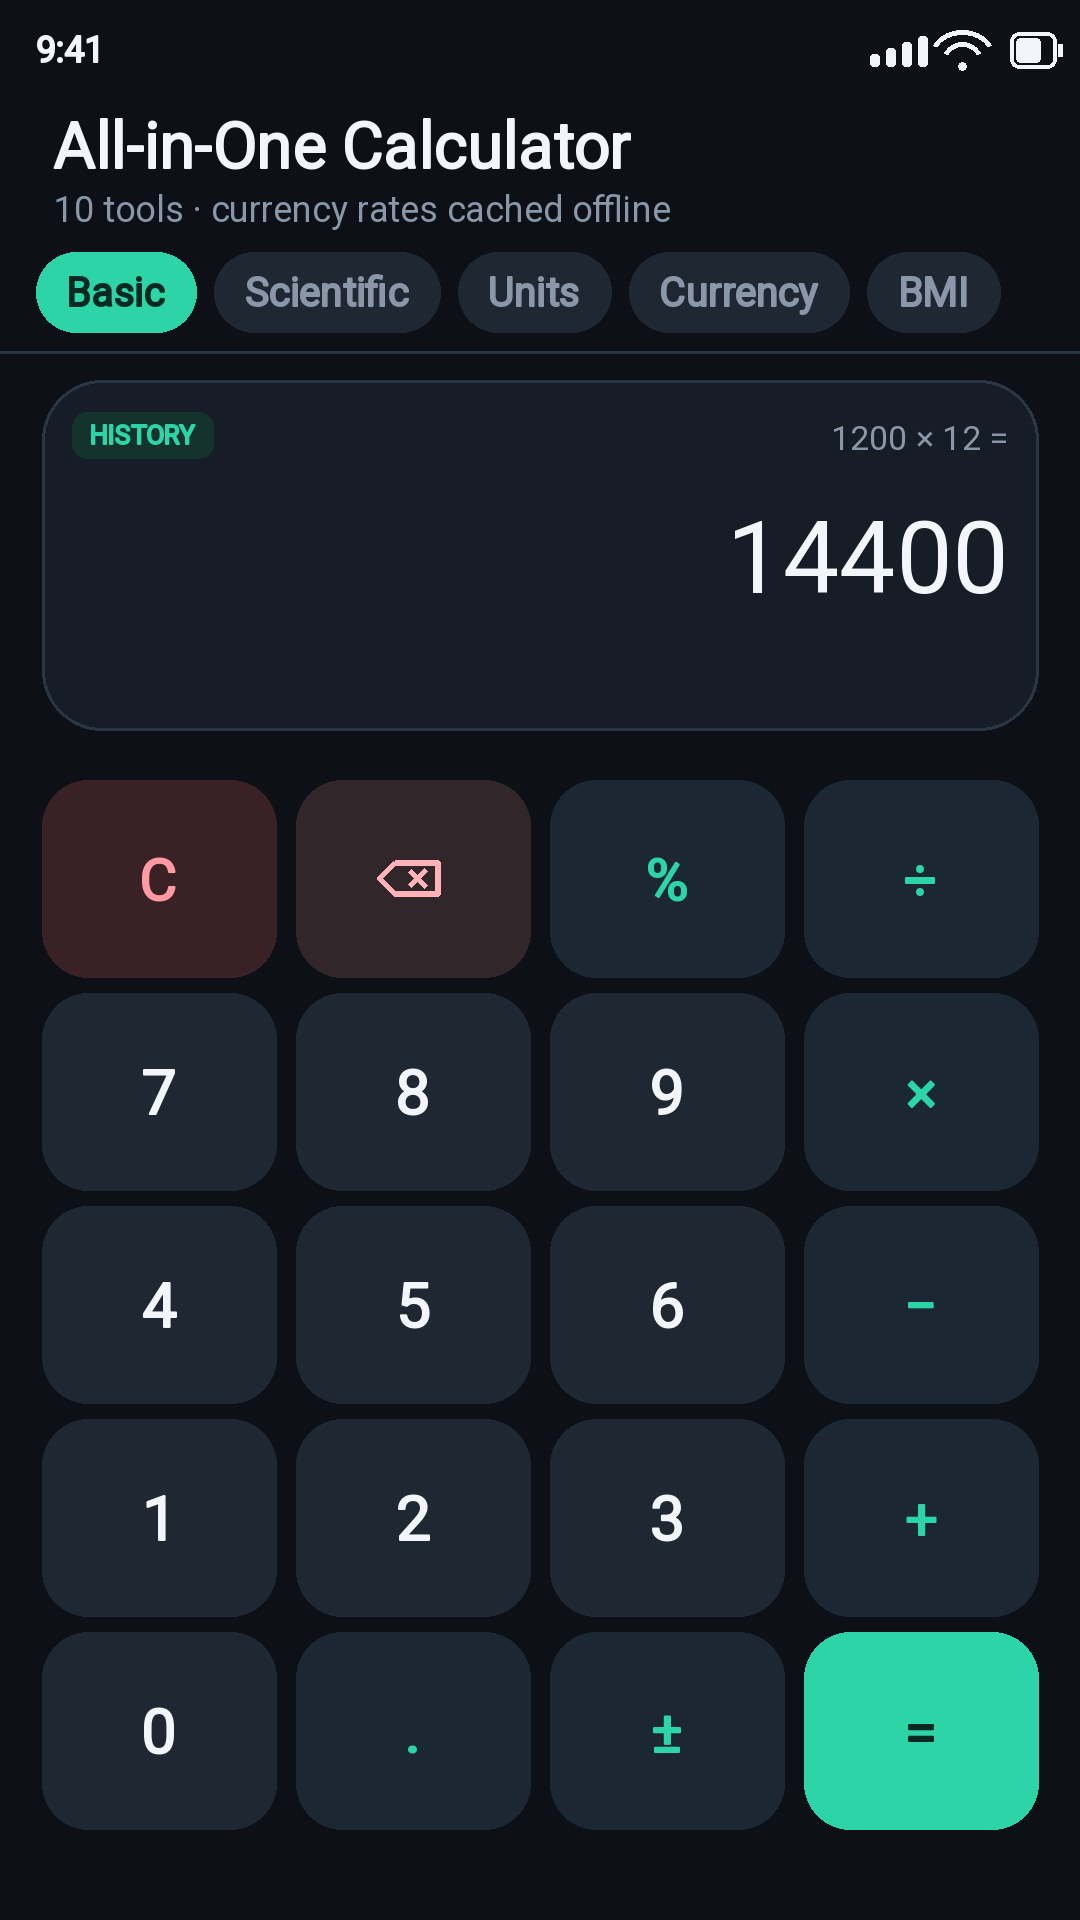 9:41
All-in-One Calculator
10 tools · currency rates cached offline
Basic Scientific Units Currency BMI
HISTORY 1200 × 12 =
14400
C % ÷
7 8 9 ×
4 5 6 −
1 2 3 +
0 . ± =